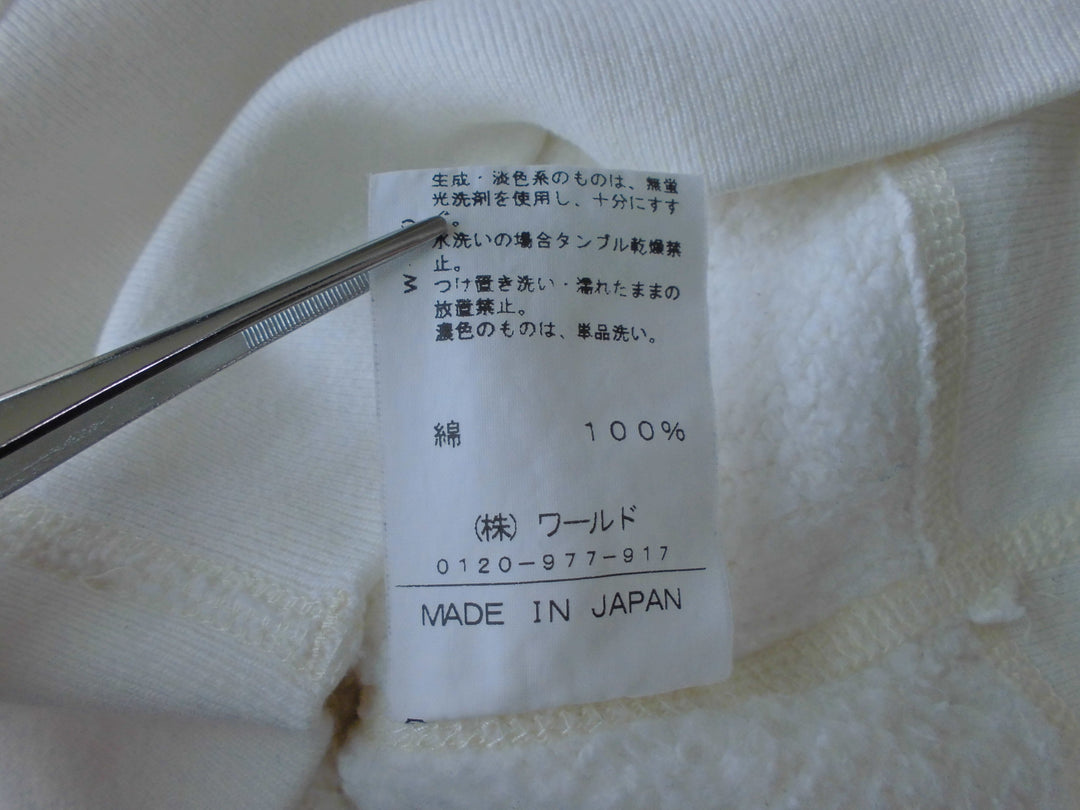 生成・淡色系のものは、無蛍
光洗剤を使用し、十分にすす
ぐ。
水洗いの場合タンブル乾燥禁
止。
W
つけ置き洗い・濡れたままの
放置禁止。
濃色のものは、単品洗い。
綿 100%
(株) ワールド
0120-977-917
MADE IN JAPAN